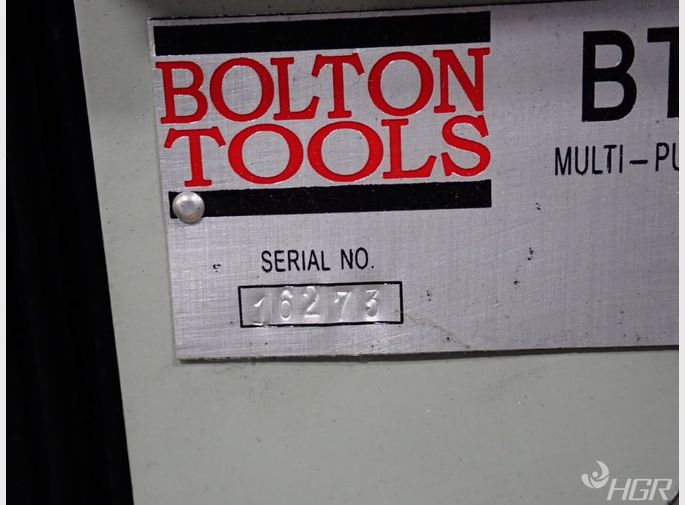 BOLTON
TOOLS
BT
MULTI-PU
SERIAL NO.
16273
HGR